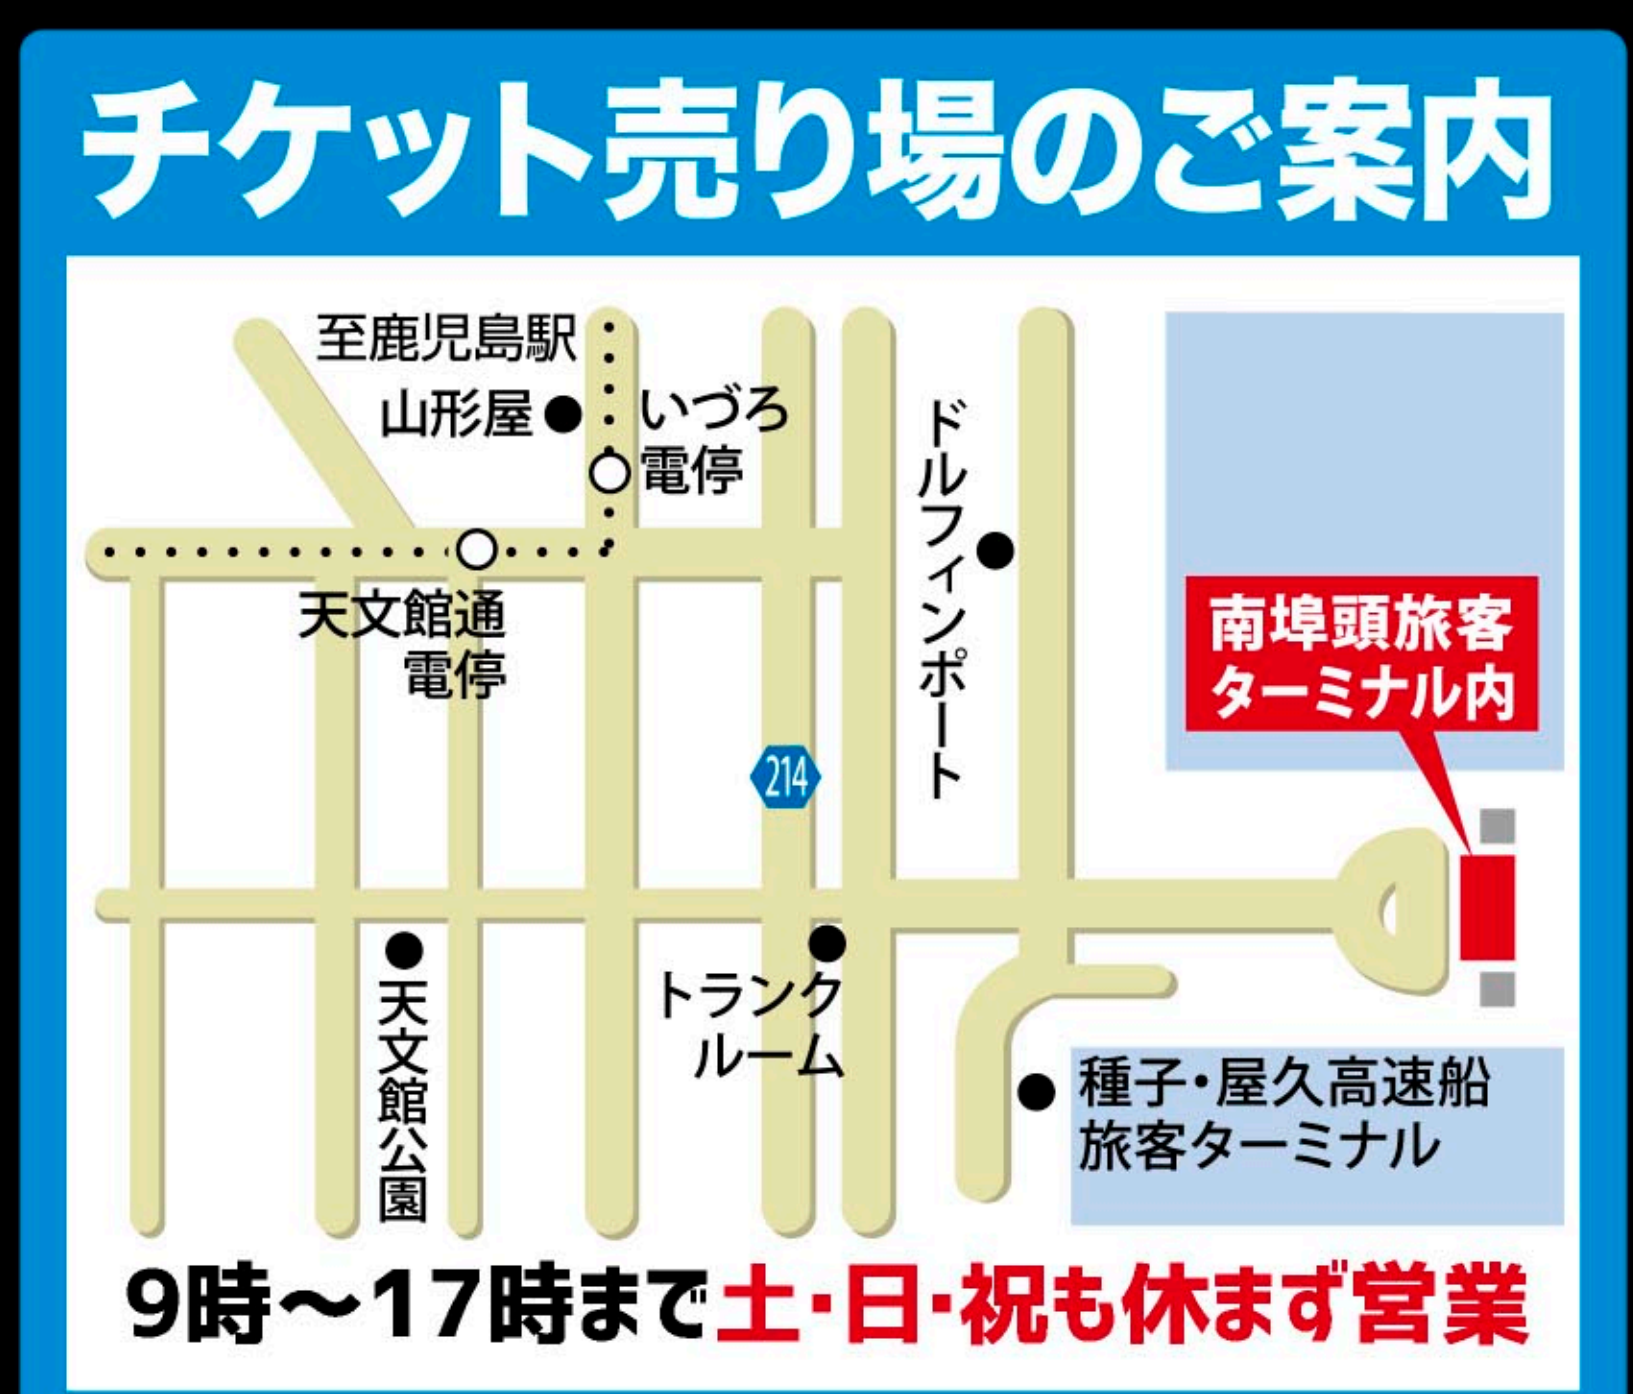 チケット売り場のご案内
至鹿児島駅
山形屋
いづろ
電停
天文館通
電停
ドルフィンポート
南埠頭旅客
ターミナル内
214
天文館公園
トランク
ルーム
種子・屋久高速船
旅客ターミナル
9時～17時まで土・日・祝も休まず営業